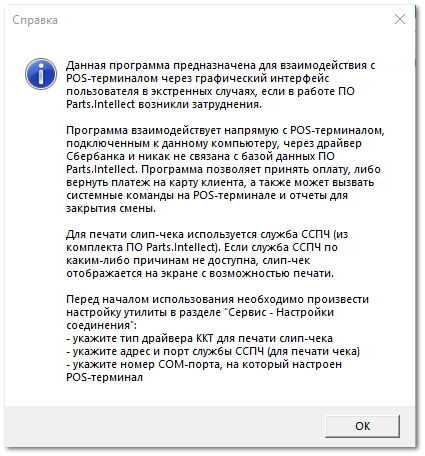 Справка
Данная программа предназначена для взаимодействия с
POS-терминалом через графический интерфейс
пользователя в экстренных случаях, если в работе ПО
Parts.Intellect возникли затруднения.
Программа взаимодействует напрямую с POS-терминалом,
подключенным к данному компьютеру, через драйвер
Сбербанка и никак не связана с базой данных ПО
Parts.Intellect. Программа позволяет принять оплату, либо
вернуть платеж на карту клиента, а также может вызвать
системные команды на POS-терминале и отчеты для
закрытия смены.
Для печати слип-чека используется служба ССПЧ (из
комплекта ПО Parts.Intellect). Если служба ССПЧ по
каким-либо причинам не доступна, слип-чек
отображается на экране с возможностью печати.
Перед началом использования необходимо произвести
настройку утилиты в разделе "Сервис - Настройки
соединения":
- укажите тип драйвера ККТ для печати слип-чека
- укажите адрес и порт службы ССПЧ (для печати чека)
- укажите номер COM-порта, на который настроен
POS-терминал
OK